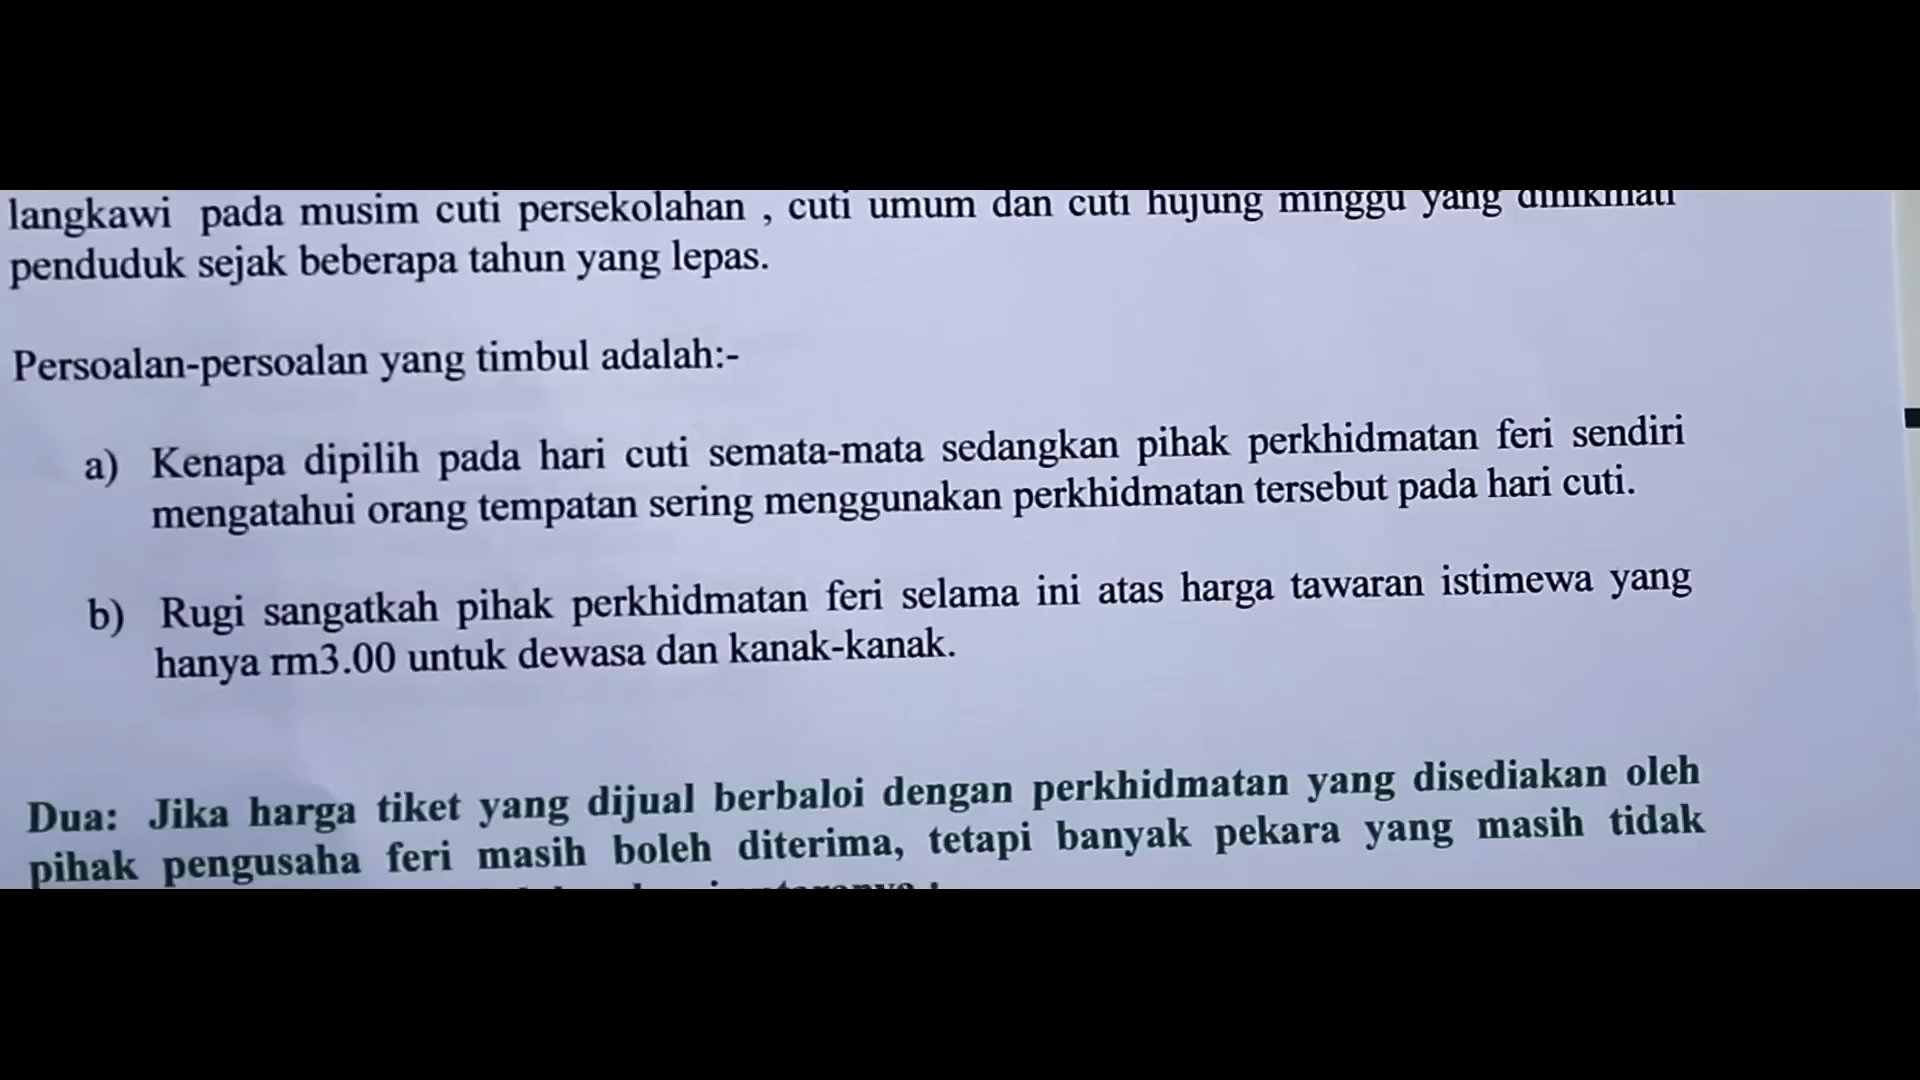 langkawi pada musim cuti persekolahan , cuti umum dan cuti hujung minggu yang dinikmati
penduduk sejak beberapa tahun yang lepas.
Persoalan-persoalan yang timbul adalah:-
a) Kenapa dipilih pada hari cuti semata-mata sedangkan pihak perkhidmatan feri sendiri
mengatahui orang tempatan sering menggunakan perkhidmatan tersebut pada hari cuti.
b) Rugi sangatkah pihak perkhidmatan feri selama ini atas harga tawaran istimewa yang
hanya rm3.00 untuk dewasa dan kanak-kanak.
Dua: Jika harga tiket yang dijual berbaloi dengan perkhidmatan yang disediakan oleh
pihak pengusaha feri masih boleh diterima, tetapi banyak pekara yang masih tidak